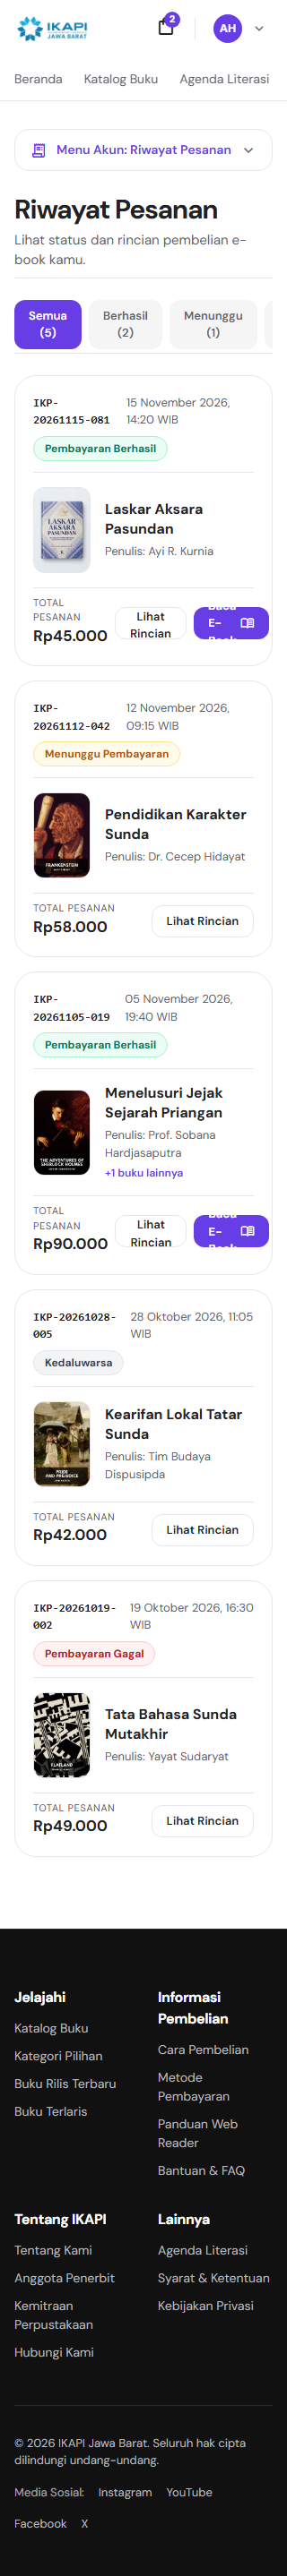 IKAPI
JAWA BARAT
2
AH
Beranda
Katalog Buku
Agenda Literasi
Menu Akun: Riwayat Pesanan
Riwayat Pesanan
Lihat status dan rincian pembelian e-
book kamu.
Semua
(5)
Berhasil
(2)
Menunggu
(1)
IKP-
20261115-081
15 November 2026,
14:20 WIB
Pembayaran Berhasil
LASKAR
AKSARA
PASUNDAN
Laskar Aksara
Pasundan
Penulis: Ayi R. Kurnia
TOTAL
PESANAN
Rp45.000
Lihat
Rincian
Baca
E-
Book
IKP-
20261112-042
12 November 2026,
09:15 WIB
Menunggu Pembayaran
FRANKENSTEIN
Pendidikan Karakter
Sunda
Penulis: Dr. Cecep Hidayat
TOTAL PESANAN
Rp58.000
Lihat Rincian
IKP-
20261105-019
05 November 2026,
19:40 WIB
Pembayaran Berhasil
THE ADVENTURES OF
SHERLOCK HOLMES
Menelusuri Jejak
Sejarah Priangan
Penulis: Prof. Sobana
Hardjasaputra
+1 buku lainnya
TOTAL
PESANAN
Rp90.000
Lihat
Rincian
Baca
E-
Book
IKP-20261028-
005
28 Oktober 2026, 11:05
WIB
Kedaluwarsa
PRIDE
AND PREJUDICE
Kearifan Lokal Tatar
Sunda
Penulis: Tim Budaya
Dispusipda
TOTAL PESANAN
Rp42.000
Lihat Rincian
IKP-20261019-
002
19 Oktober 2026, 16:30
WIB
Pembayaran Gagal
FLATLAND
Tata Bahasa Sunda
Mutakhir
Penulis: Yayat Sudaryat
TOTAL PESANAN
Rp49.000
Lihat Rincian
Jelajahi
Katalog Buku
Kategori Pilihan
Buku Rilis Terbaru
Buku Terlaris
Informasi
Pembelian
Cara Pembelian
Metode
Pembayaran
Panduan Web
Reader
Bantuan & FAQ
Tentang IKAPI
Tentang Kami
Anggota Penerbit
Kemitraan
Perpustakaan
Hubungi Kami
Lainnya
Agenda Literasi
Syarat & Ketentuan
Kebijakan Privasi
© 2026 IKAPI Jawa Barat. Seluruh hak cipta
dilindungi undang-undang.
Media Sosial:
Instagram
YouTube
Facebook
X